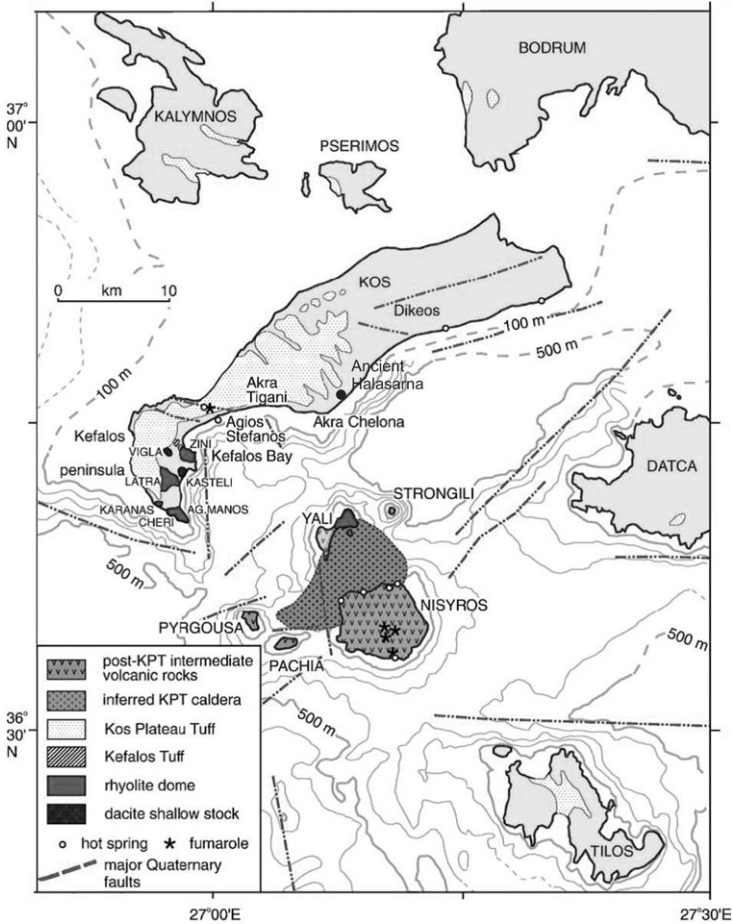 BODRUM
37°
00'
N
KALYMNOS
PSERIMOS
KOS
0 km 10
Dikeos
100 m
500 m
100 m
Ancient
Halasarna
Akra
Tigani
Akra Chelona
Agios
Stefanos
Kefalos
peninsula
VIGLA
ZINI
Kefalos Bay
LATRA
KASTELI
KARANAS
CHERI
AG.MANOS
DATCA
STRONGILI
YALI
500 m
NISYROS
PYRGOUSA
PACHIA
500 m
500 m
36°
30'
N
post-KPT intermediate
volcanic rocks
inferred KPT caldera
Kos Plateau Tuff
Kefalos Tuff
rhyolite dome
dacite shallow stock
hot spring
fumarole
major Quaternary
faults
TILOS
27°00'E
27°30'E